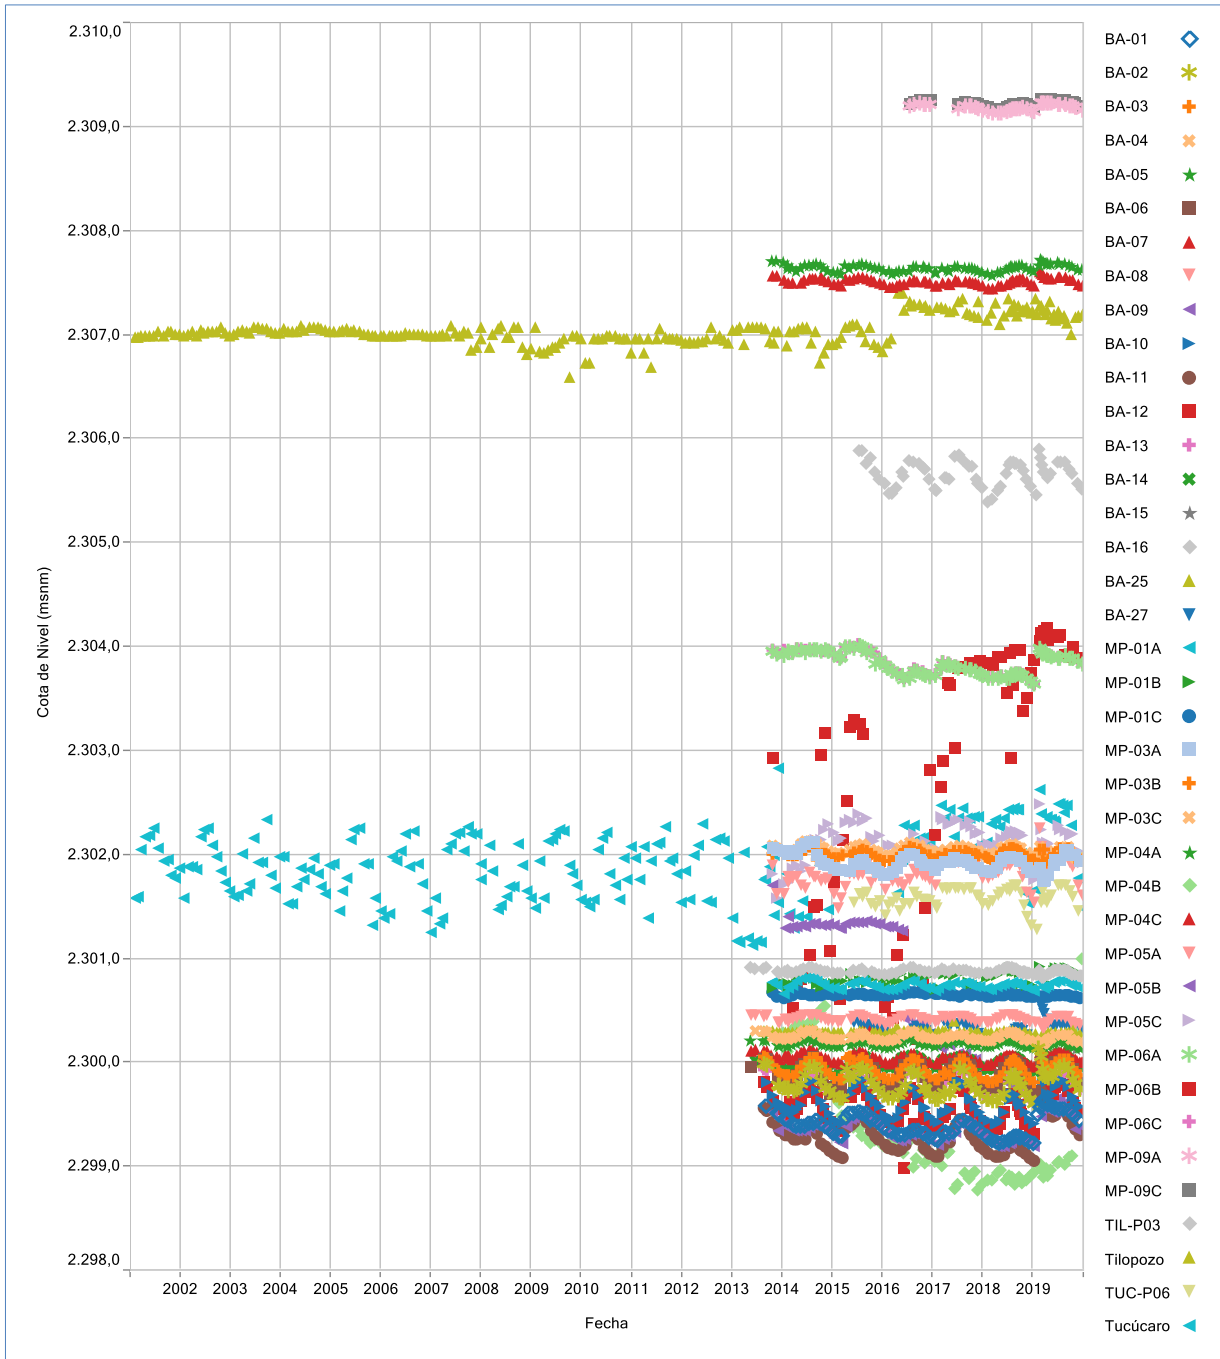 2.310,0
2.309,0
2.308,0
2.307,0
2.306,0
2.305,0
2.304,0
2.303,0
2.302,0
2.301,0
2.300,0
2.299,0
2.298,0
Cota de Nivel (msnm)
2002 2003 2004 2005 2006 2007 2008 2009 2010 2011 2012 2013 2014 2015 2016 2017 2018 2019
Fecha
BA-01
BA-02
BA-03
BA-04
BA-05
BA-06
BA-07
BA-08
BA-09
BA-10
BA-11
BA-12
BA-13
BA-14
BA-15
BA-16
BA-25
BA-27
MP-01A
MP-01B
MP-01C
MP-03A
MP-03B
MP-03C
MP-04A
MP-04B
MP-04C
MP-05A
MP-05B
MP-05C
MP-06A
MP-06B
MP-06C
MP-09A
MP-09C
TIL-P03
Tilopozo
TUC-P06
Tucúcaro